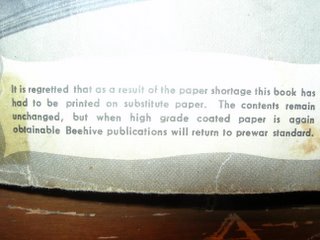 It is regretted that as a result of the paper shortage this book has
had to be printed on substitute paper. The contents remain
unchanged, but when high grade coated paper is again
obtainable Beehive publications will return to prewar standard.